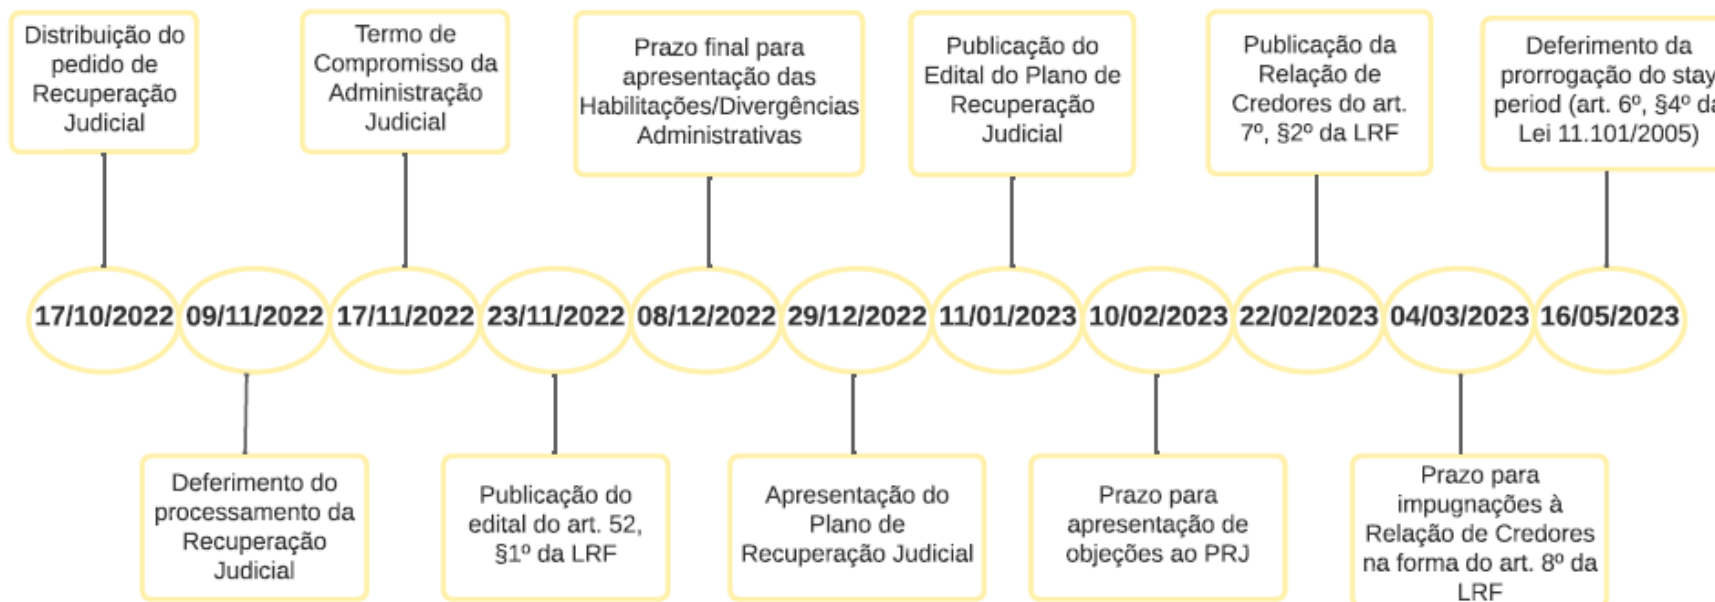 Distribuição do
pedido de
Recuperação
Judicial
Termo de
Compromisso da
Administração
Judicial
Prazo final para
apresentação das
Habilitações/Divergências
Administrativas
Publicação do
Edital do Plano de
Recuperação
Judicial
Publicação da
Relação de
Credores do art.
7º, §2º da LRF
Deferimento da
prorrogação do stay
period (art. 6º, §4º da
Lei 11.101/2005)
17/10/2022 09/11/2022 17/11/2022 23/11/2022 08/12/2022 29/12/2022 11/01/2023 10/02/2023 22/02/2023 04/03/2023 16/05/2023
Deferimento do
processamento da
Recuperação
Judicial
Publicação do
edital do art. 52,
§1º da LRF
Apresentação do
Plano de
Recuperação Judicial
Prazo para
apresentação de
objeções ao PRJ
Prazo para
impugnações à
Relação de Credores
na forma do art. 8º da
LRF